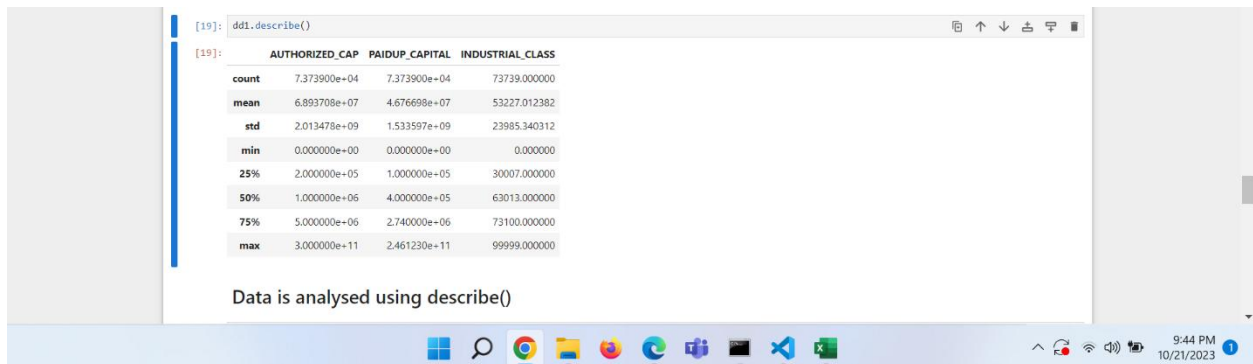 [19]: dd1.describe()
[19]:
AUTHORIZED_CAP PAIDUP_CAPITAL INDUSTRIAL_CLASS
count 7.373900e+04 7.373900e+04 73739.000000
mean 6.893708e+07 4.676698e+07 53227.012382
std 2.013478e+09 1.533597e+09 23985.340312
min 0.000000e+00 0.000000e+00 0.000000
25% 2.000000e+05 1.000000e+05 30007.000000
50% 1.000000e+06 4.000000e+05 63013.000000
75% 5.000000e+06 2.740000e+06 73100.000000
max 3.000000e+11 2.461230e+11 99999.000000
Data is analysed using describe()
9:44 PM
10/21/2023
1